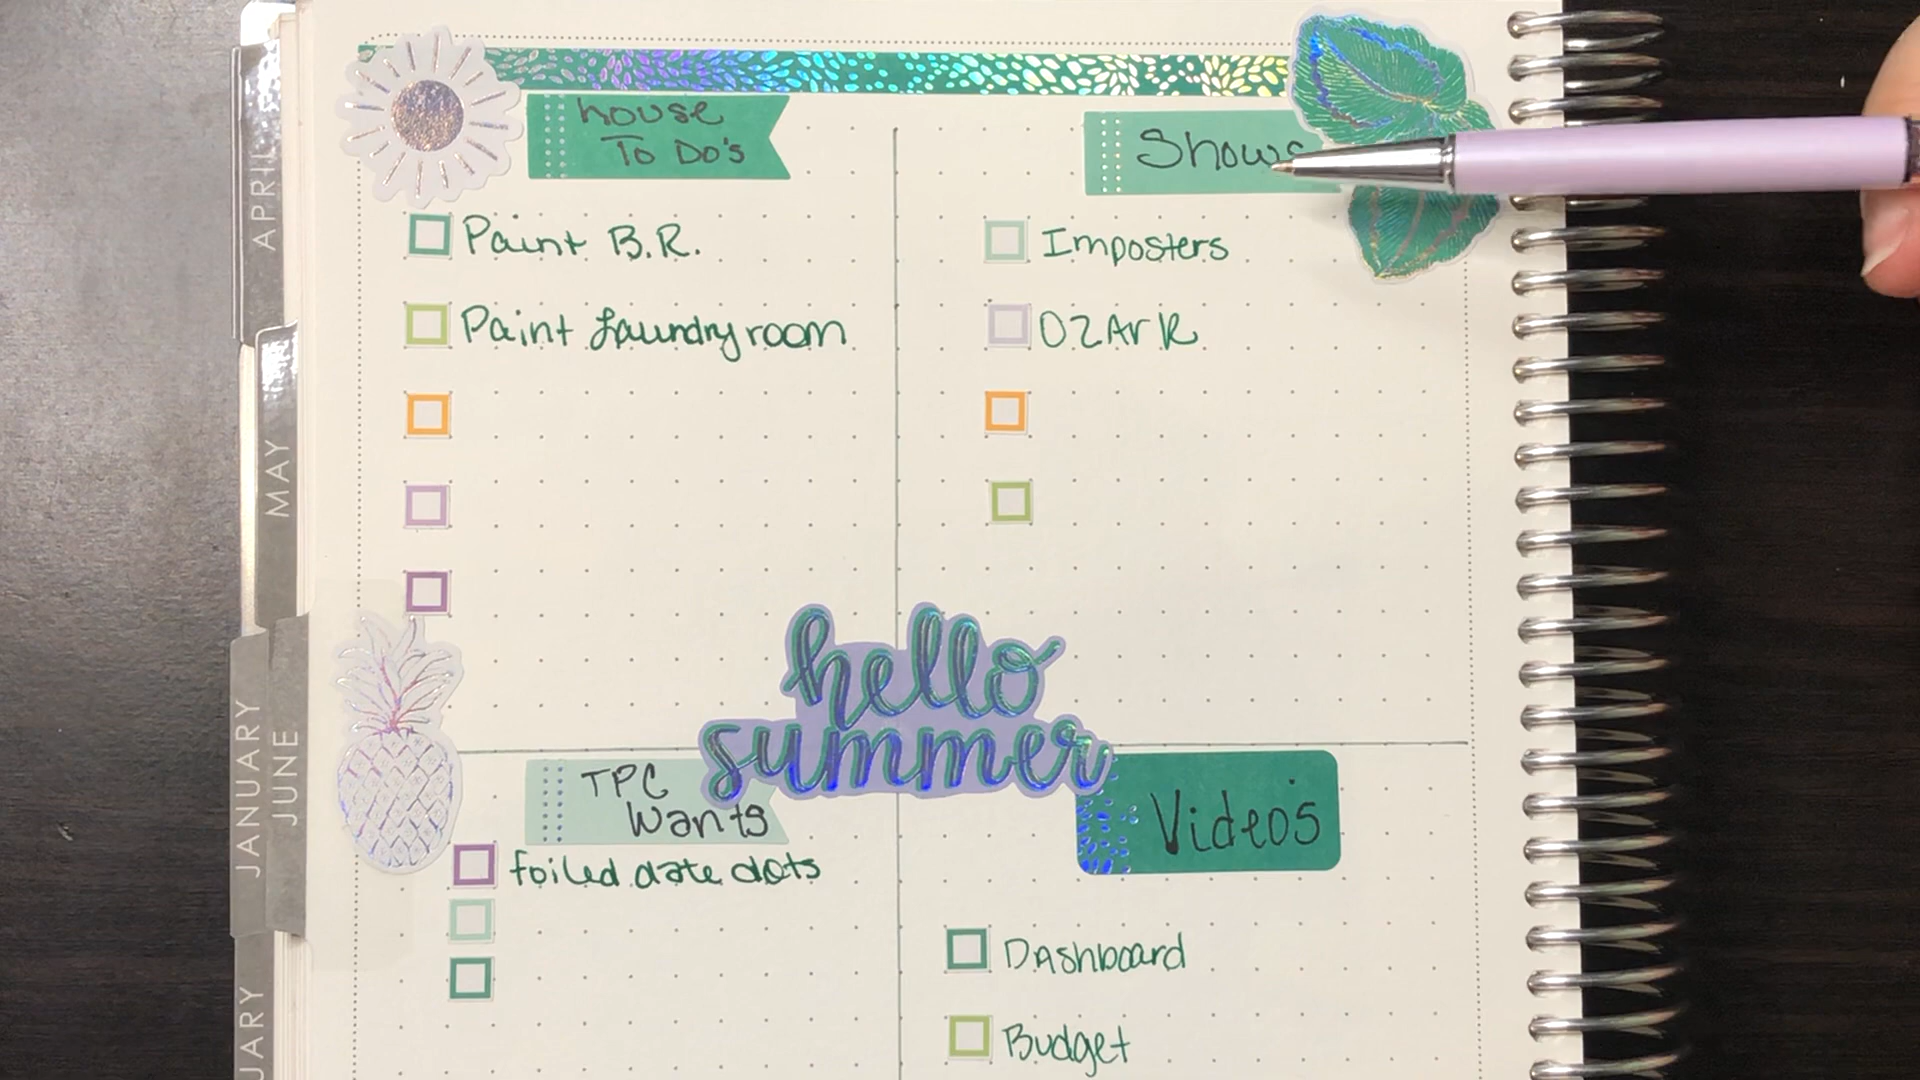 house
To Do's
Paint B.R.
Paint Laundry room
Shows
Imposters
OZArK
hello
summer
TPC
Wants
foiled date dots
Videos
Dashboard
Budget
APRIL
MAY
JANUARY
JUNE
UARY